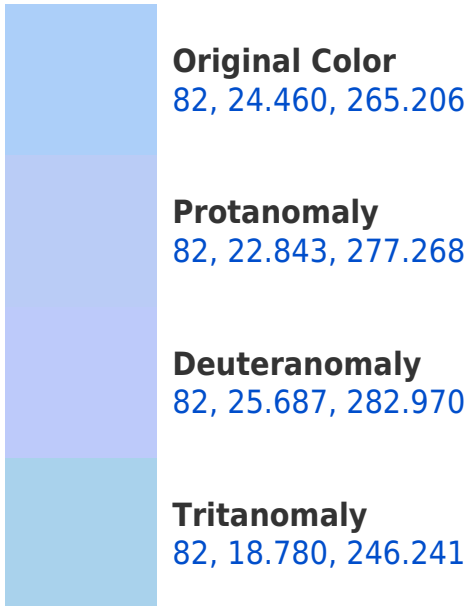 Original Color
82, 24.460, 265.206
Protanomaly
82, 22.843, 277.268
Deuteranomaly
82, 25.687, 282.970
Tritanomaly
82, 18.780, 246.241